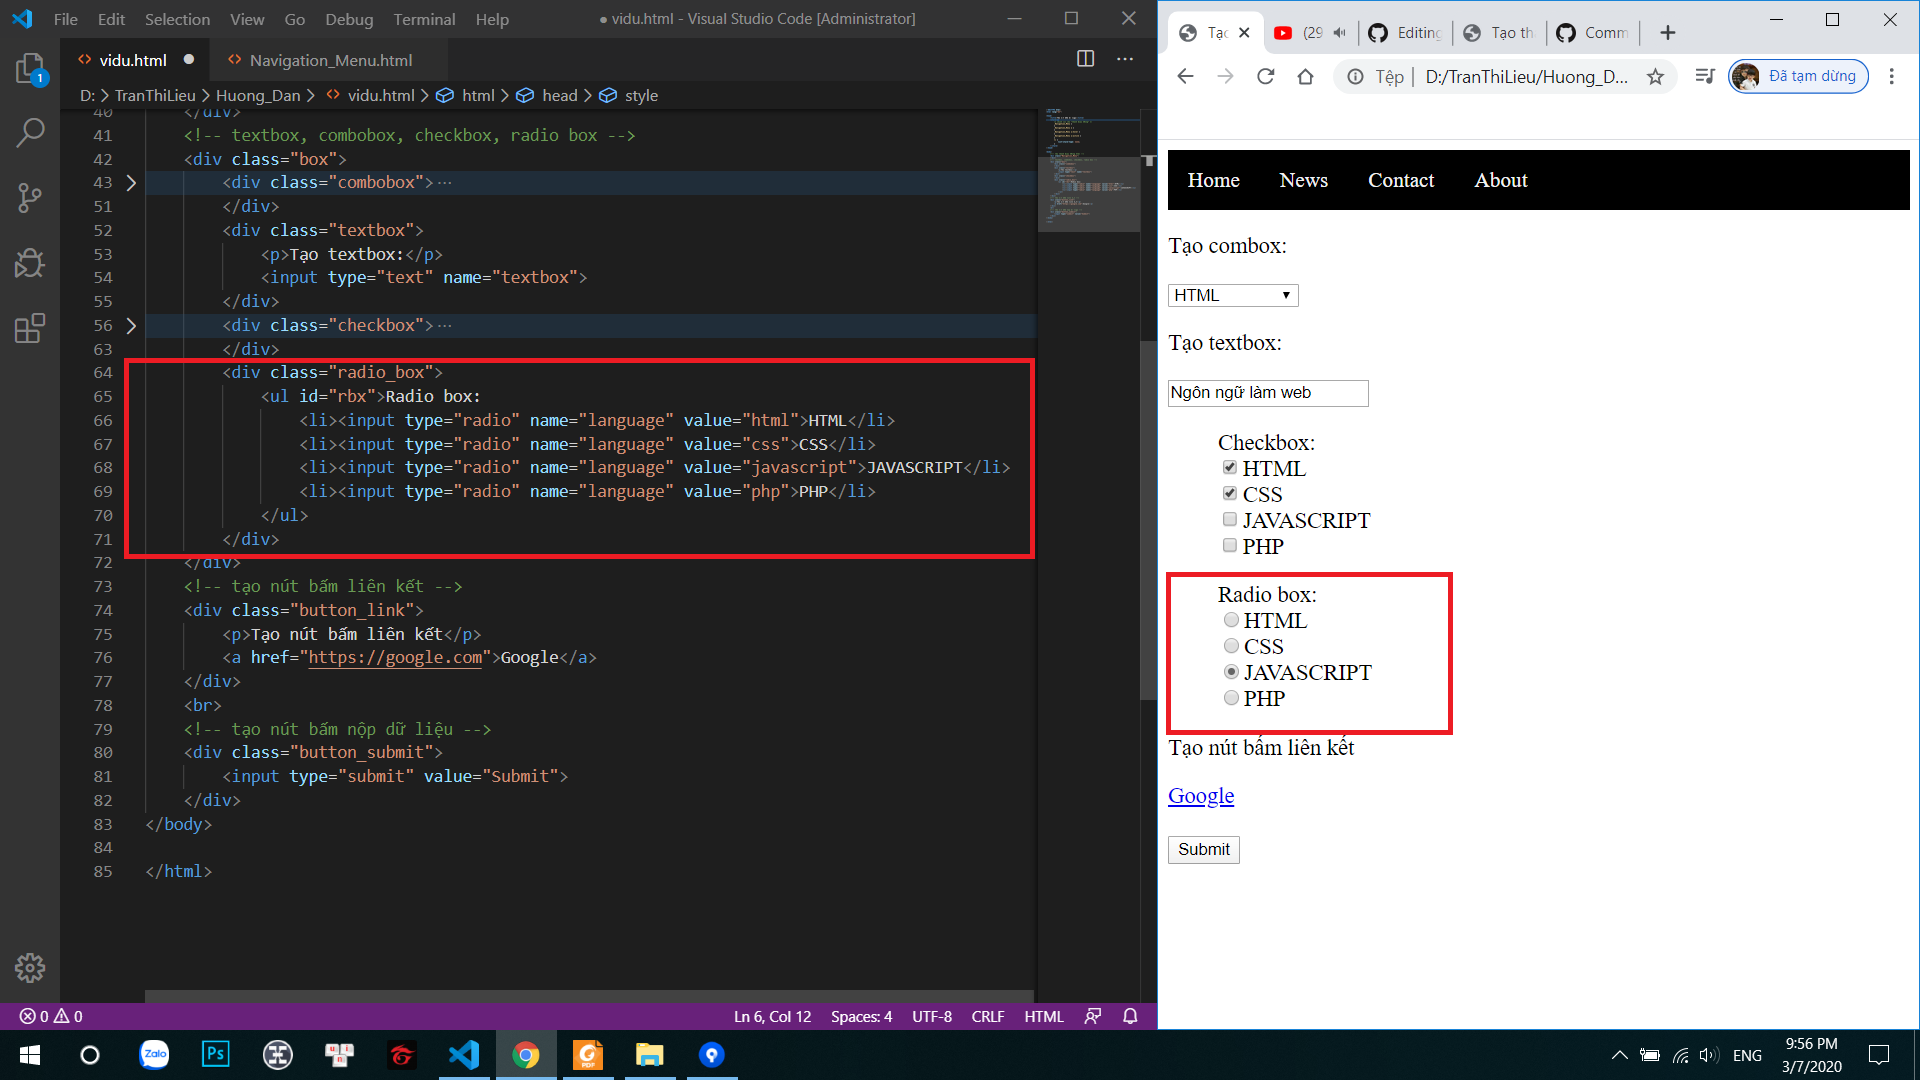 File Edit Selection View Go Debug Terminal Help ● vidu.html - Visual Studio Code [Administrator]
vidu.html ● Navigation_Menu.html
D: > TranThiLieu > Huong_Dan > vidu.html > html > head > style
40 </div>
41 <!-- textbox, combobox, checkbox, radio box -->
42 <div class="box">
43 <div class="combobox"> ...
51 </div>
52 <div class="textbox">
53 <p>Tạo textbox:</p>
54 <input type="text" name="textbox">
55 </div>
56 <div class="checkbox"> ...
63 </div>
64 <div class="radio_box">
65 <ul id="rbx">Radio box:
66 <li><input type="radio" name="language" value="html">HTML</li>
67 <li><input type="radio" name="language" value="css">CSS</li>
68 <li><input type="radio" name="language" value="javascript">JAVASCRIPT</li>
69 <li><input type="radio" name="language" value="php">PHP</li>
70 </ul>
71 </div>
72 </div>
73 <!-- tạo nút bấm liên kết -->
74 <div class="button_link">
75 <p>Tạo nút bấm liên kết</p>
76 <a href="https://google.com">Google</a>
77 </div>
78 <br>
79 <!-- tạo nút bấm nộp dữ liệu -->
80 <div class="button_submit">
81 <input type="submit" value="Submit">
82 </div>
83 </body>
84
85 </html>
1
0 0 Ln 6, Col 12 Spaces: 4 UTF-8 CRLF HTML
Tạo (29 Editing Tạo th Comm
Tệp | D:/TranThiLieu/Huong_D... Đã tạm dừng
Home News Contact About
Tạo combox:
HTML
Tạo textbox:
Ngôn ngữ làm web
Checkbox:
HTML
CSS
JAVASCRIPT
PHP
Radio box:
HTML
CSS
JAVASCRIPT
PHP
Tạo nút bấm liên kết
Google
Submit
Zalo Ps PDF ENG 9:56 PM
3/7/2020